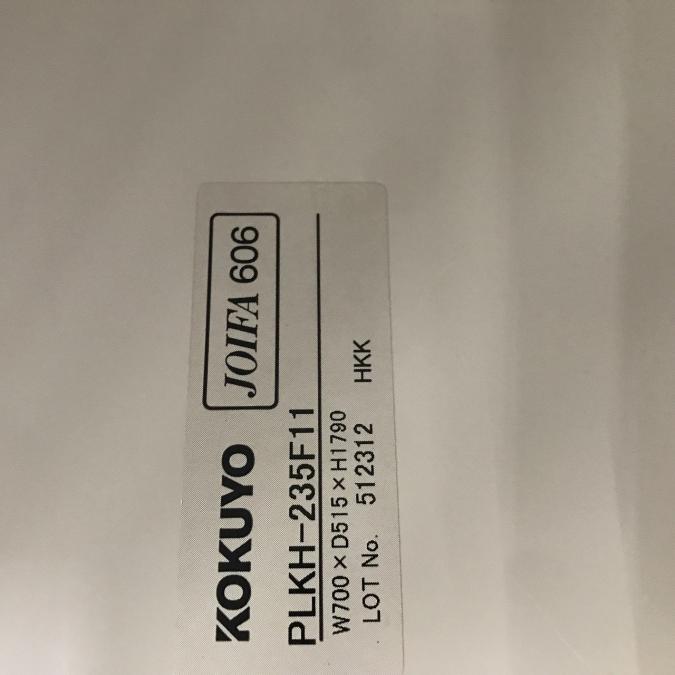 KOKUYO JOIFA 606
PLKH-235F11
W700×D515×H1790
LOT No. 512312 HKK